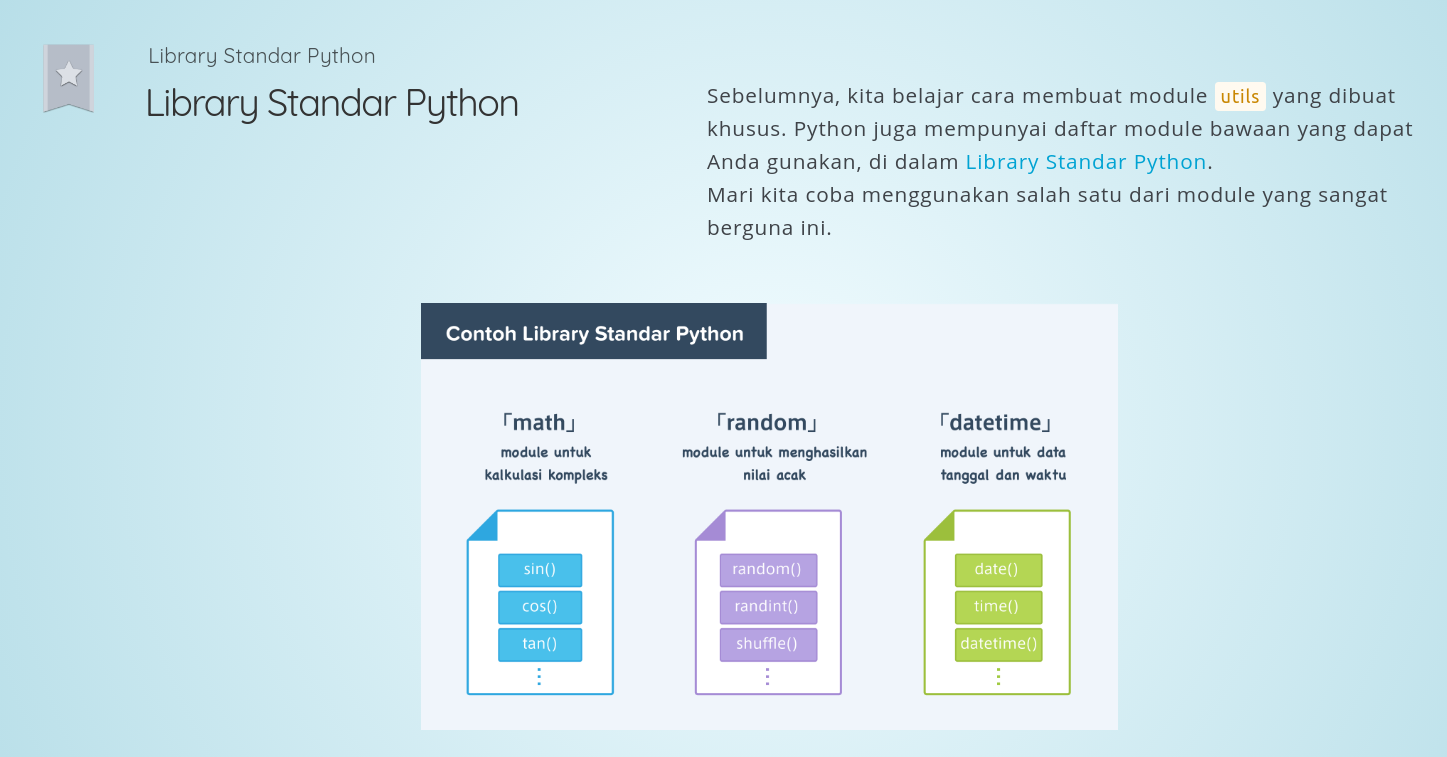 Library Standar Python
Library Standar Python
Sebelumnya, kita belajar cara membuat module utils yang dibuat
khusus. Python juga mempunyai daftar module bawaan yang dapat
Anda gunakan, di dalam Library Standar Python.
Mari kita coba menggunakan salah satu dari module yang sangat
berguna ini.
Contoh Library Standar Python
「math」
module untuk
kalkulasi kompleks
sin()
cos()
tan()
「random」
module untuk menghasilkan
nilai acak
random()
randint()
shuffle()
「datetime」
module untuk data
tanggal dan waktu
date()
time()
datetime()